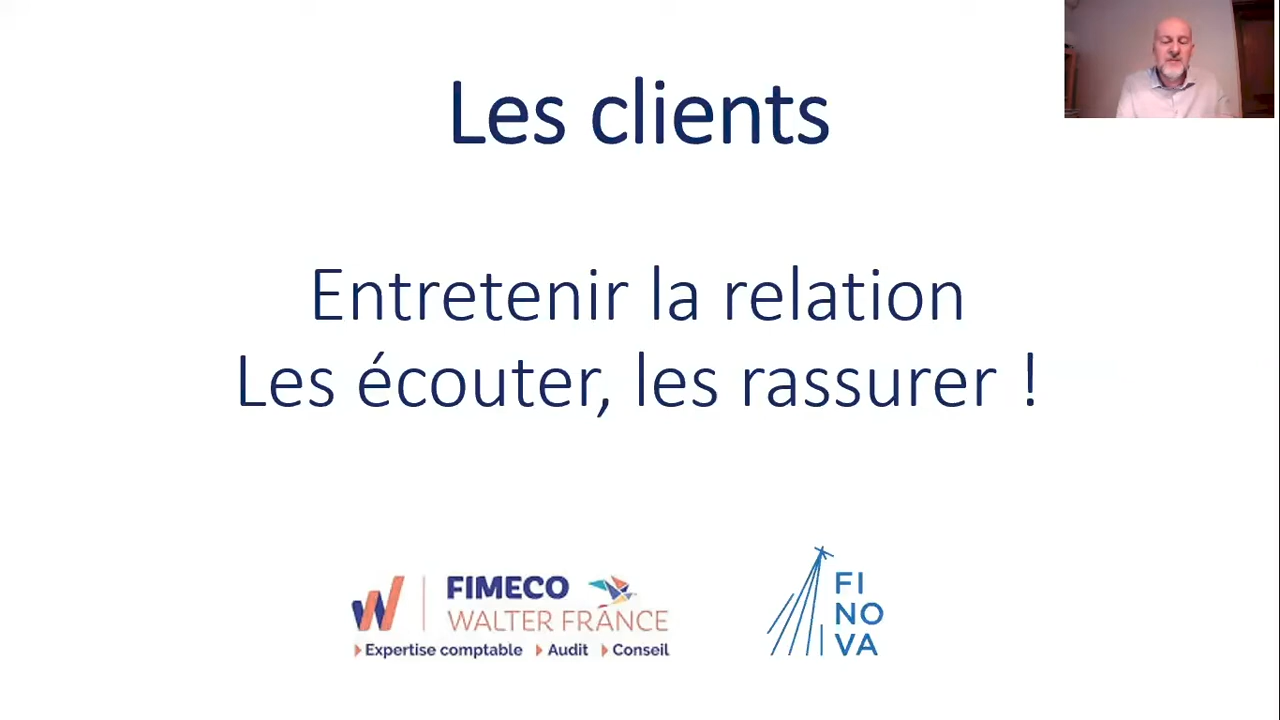 Les clients
Entretenir la relation
Les écouter, les rassurer !
FIMECO
WALTER FRANCE
Expertise comptable Audit Conseil
FI
NO
VA